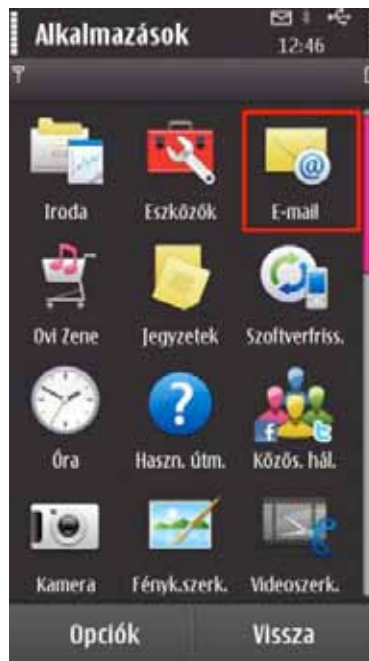 Alkalmazások
12:46
Iroda
Eszközök
E-mail
Ovi Zene
Jegyzetek
Szoftverfriss.
Óra
Haszn. útm.
Közös. hál.
Kamera
Fényk.szerk.
Videoszerk.
Opciók
Vissza